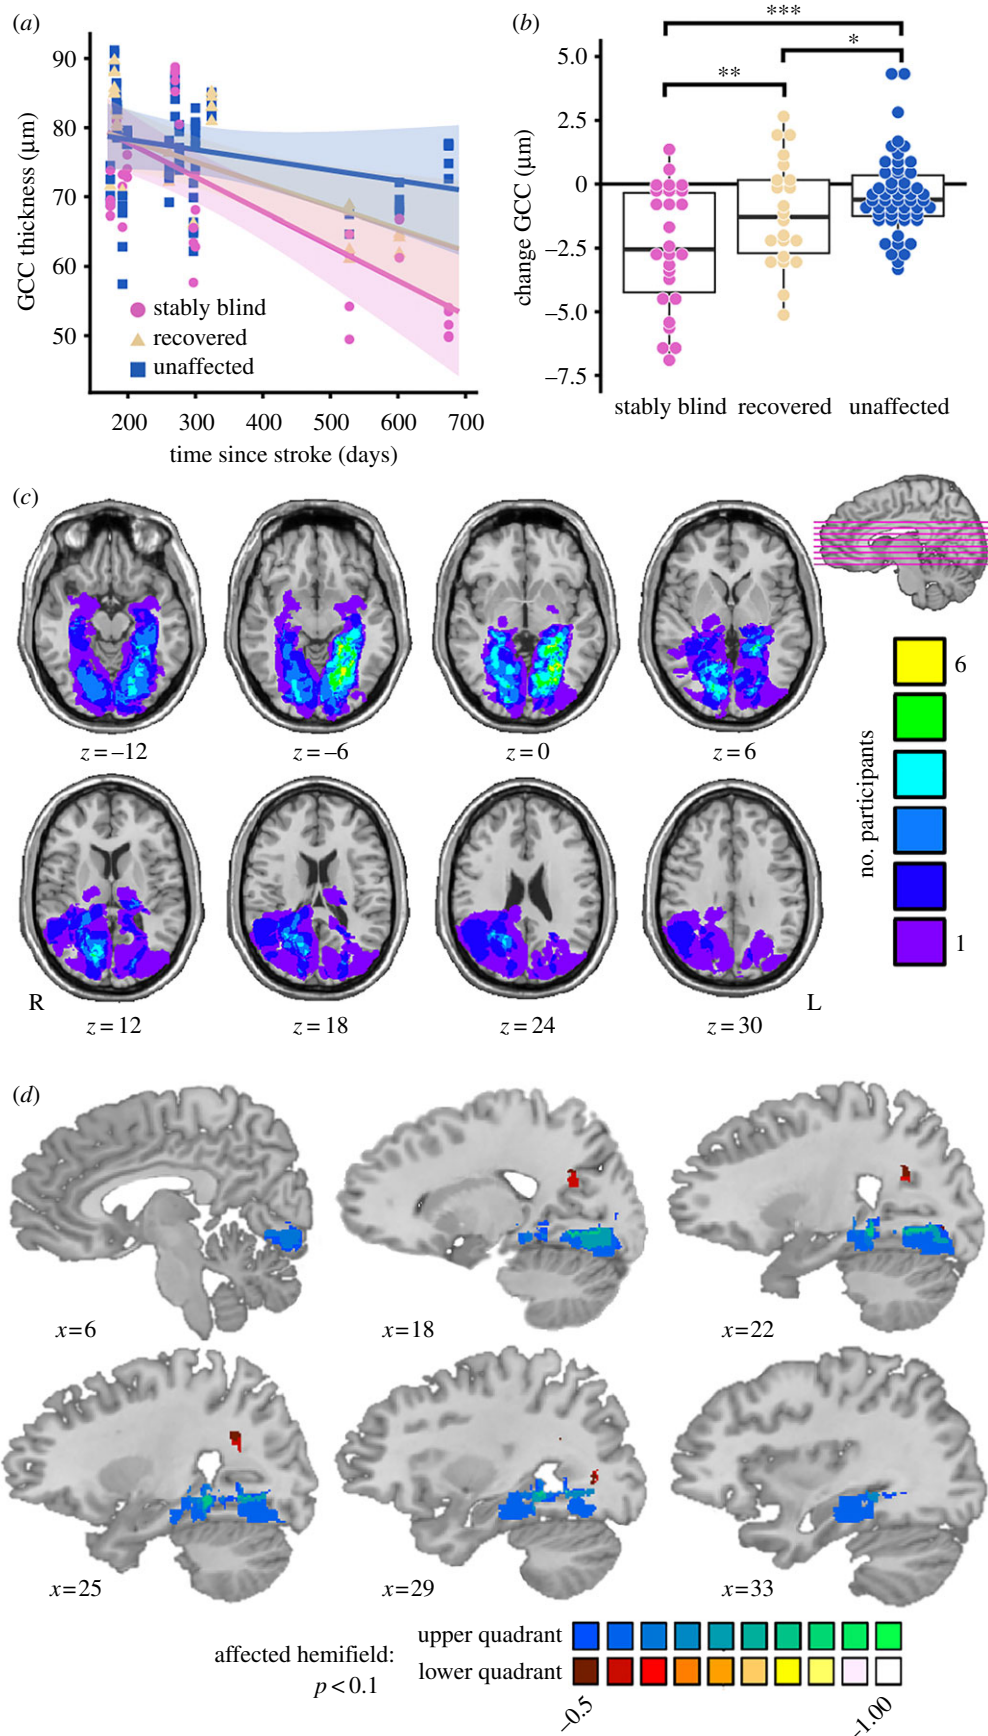 (a)
GCC thickness (µm)
90
80
70
60
50
stably blind
recovered
unaffected
200 300 400 500 600 700
time since stroke (days)
(b)
***
*
**
change GCC (µm)
5.0
2.5
0
–2.5
–5.0
–7.5
stably blind recovered unaffected
(c)
z = –12
z = –6
z = 0
z = 6
no. participants
6
1
R
L
z = 12
z = 18
z = 24
z = 30
(d)
x=6
x=18
x=22
x=25
x=29
x=33
affected hemifield:
p < 0.1
upper quadrant
lower quadrant
–0.5
–1.00